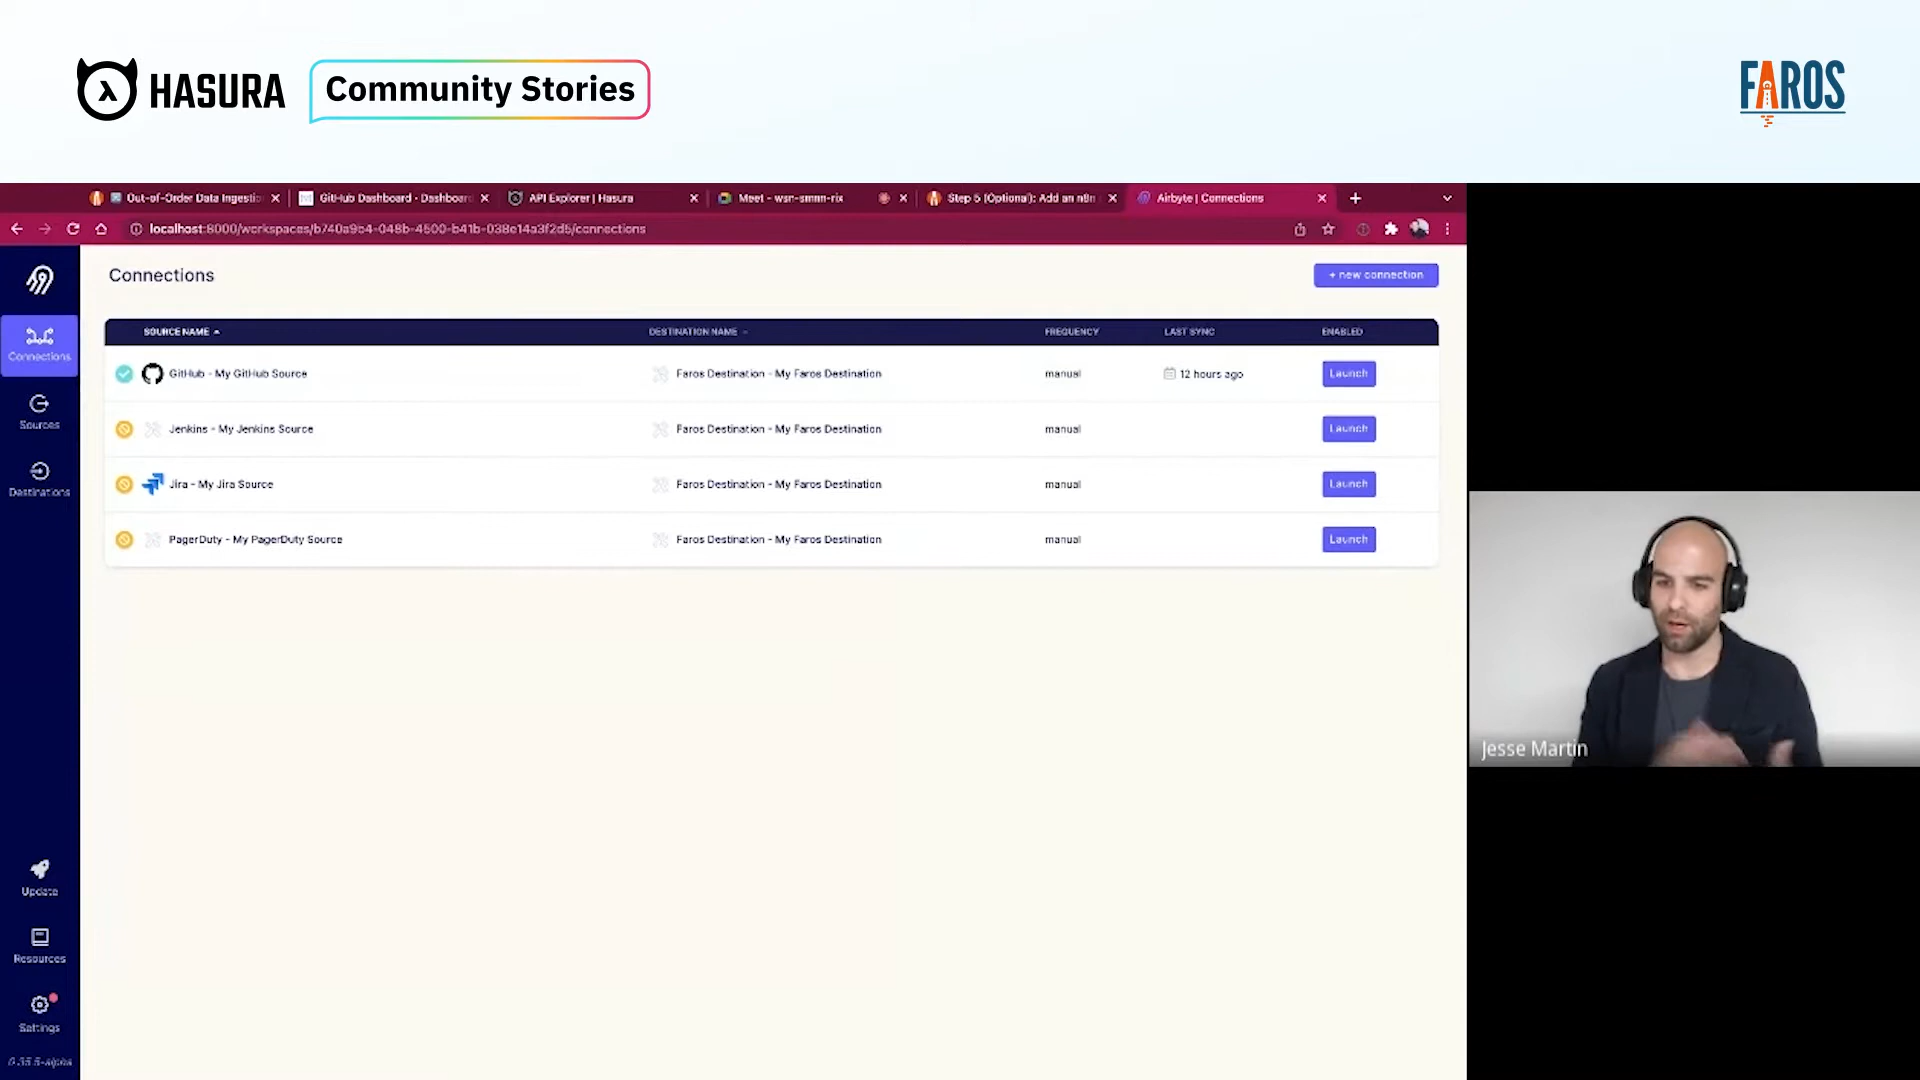 HASURA
Community Stories
FAROS
Out-of-Order Data Ingestio
GitHub Dashboard - Dashboard
API Explorer | Hasura
Meet - wsn-smnn-rix
Step 5 (Optional): Add an n8n
Airbyte | Connections
localhost:8000/workspaces/b740a9b4-048b-4500-b41b-038e14a3f2d5/connections
Connections
+ new connection
SOURCE NAME DESTINATION NAME FREQUENCY LAST SYNC ENABLED
GitHub - My GitHub Source Faros Destination - My Faros Destination manual 12 hours ago Launch
Jenkins - My Jenkins Source Faros Destination - My Faros Destination manual Launch
Jira - My Jira Source Faros Destination - My Faros Destination manual Launch
PagerDuty - My PagerDuty Source Faros Destination - My Faros Destination manual Launch
Connections
Sources
Destinations
Update
Resources
Settings
0.35.5-alpha
Jesse Martin